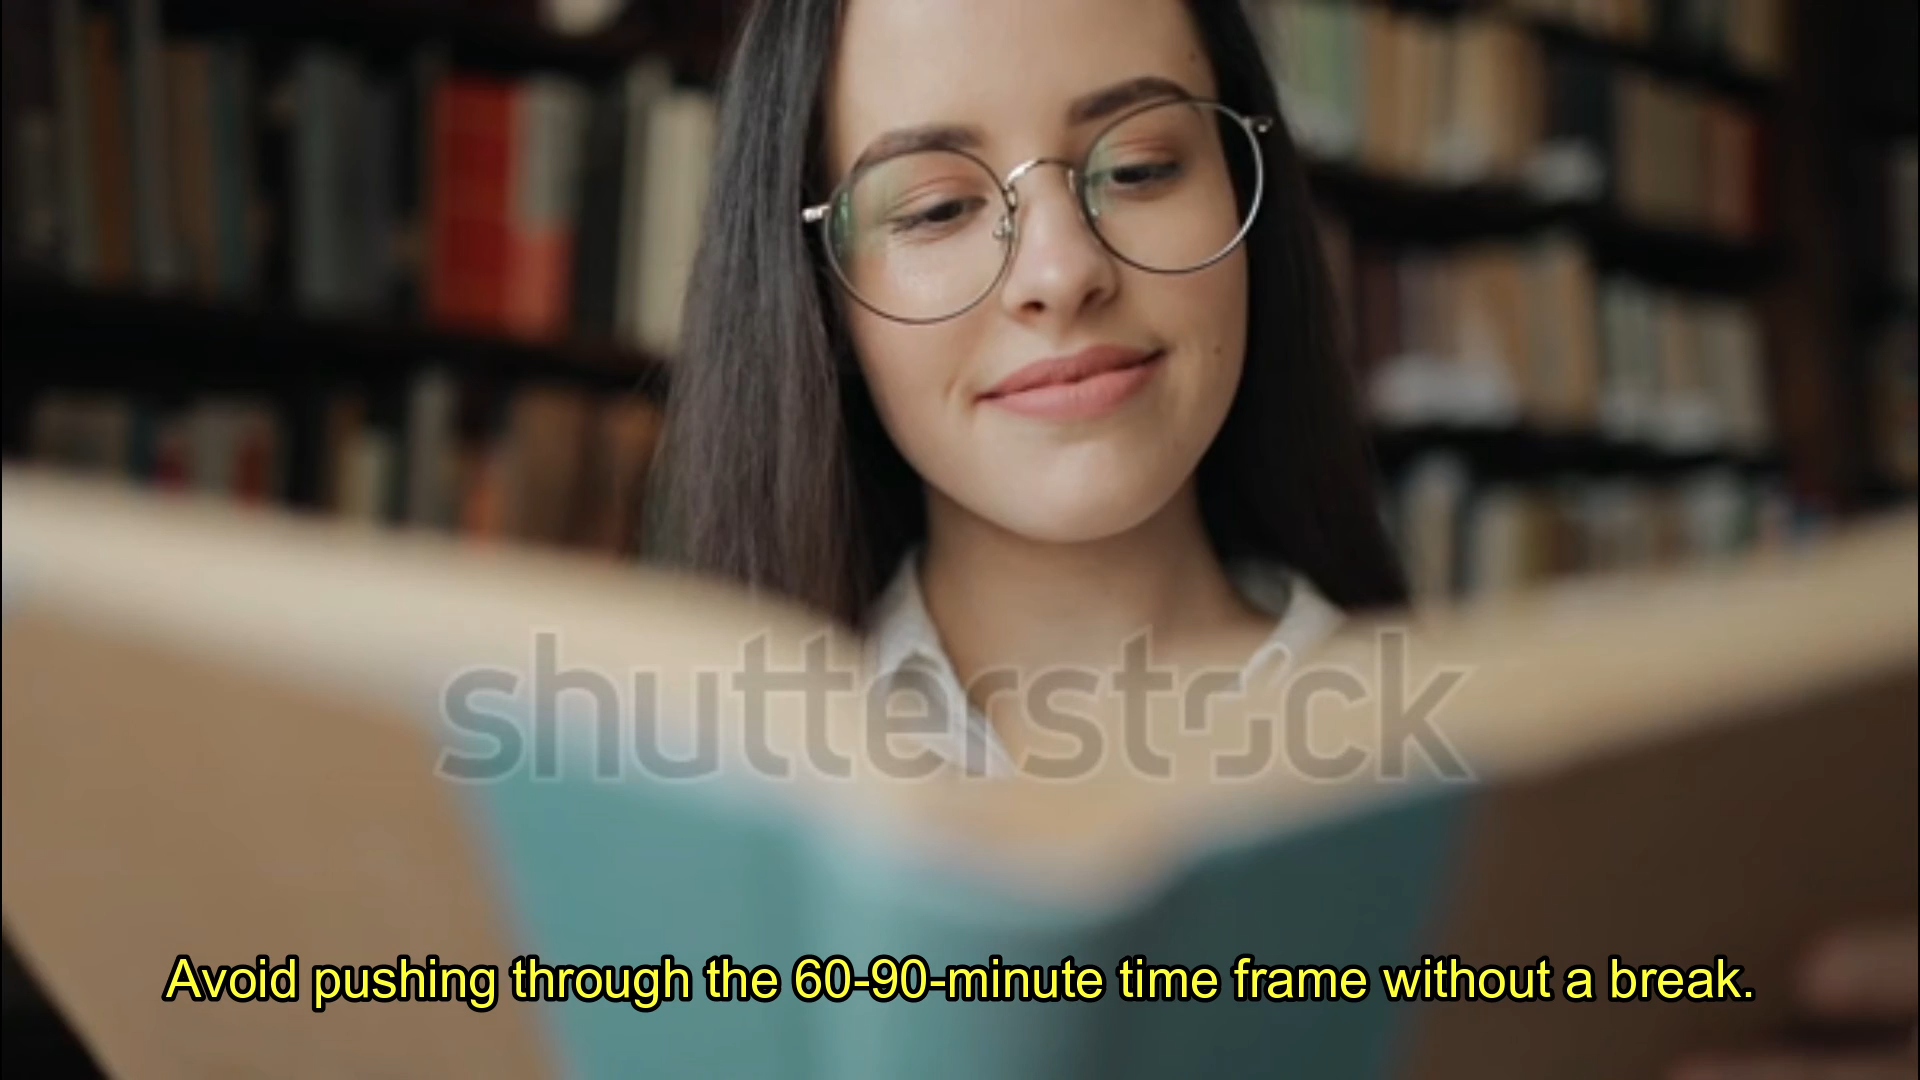 shutterstock
Avoid pushing through the 60-90-minute time frame without a break.